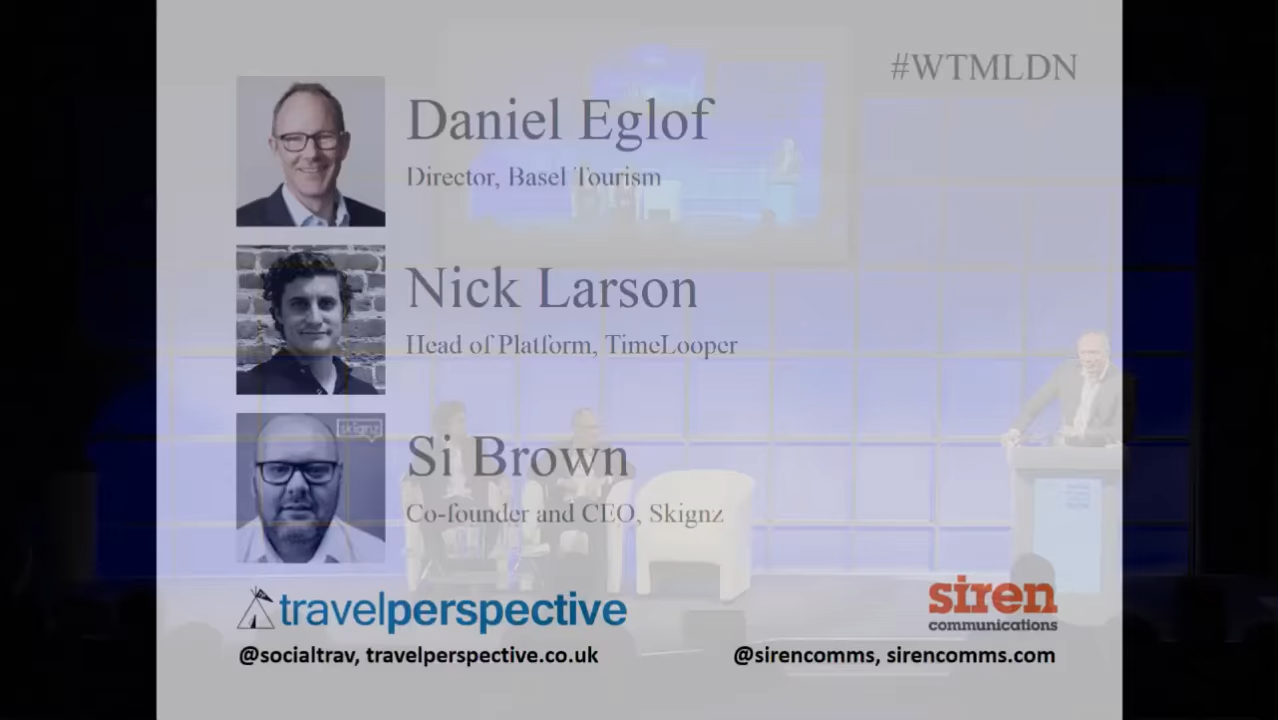 #WTMLDN
Daniel Eglof
Director, Basel Tourism
Nick Larson
Head of Platform, TimeLooper
skignz
Si Brown
Co-founder and CEO, Skignz
travelperspective
siren
communications
@socialtrav, travelperspective.co.uk
@sirencomms, sirencomms.com